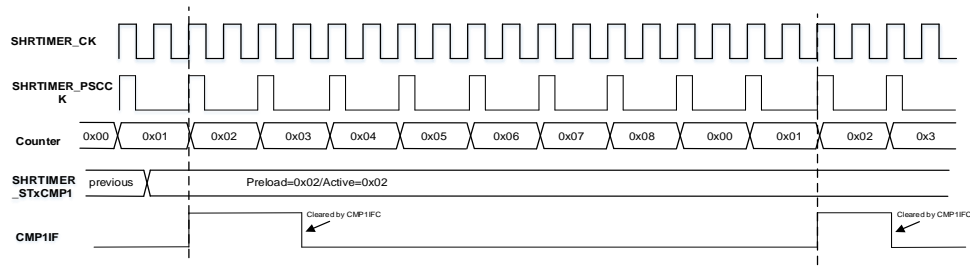 SHRTIMER_CK
SHRTIMER_PSCC
K
Counter 0x00 0x01 0x02 0x03 0x04 0x05 0x06 0x07 0x08 0x00 0x01 0x02 0x3
SHRTIMER
_STxCMP1
previous Preload=0x02/Active=0x02
Cleared by CMP1IFC Cleared by CMP1IFC
CMP1IF